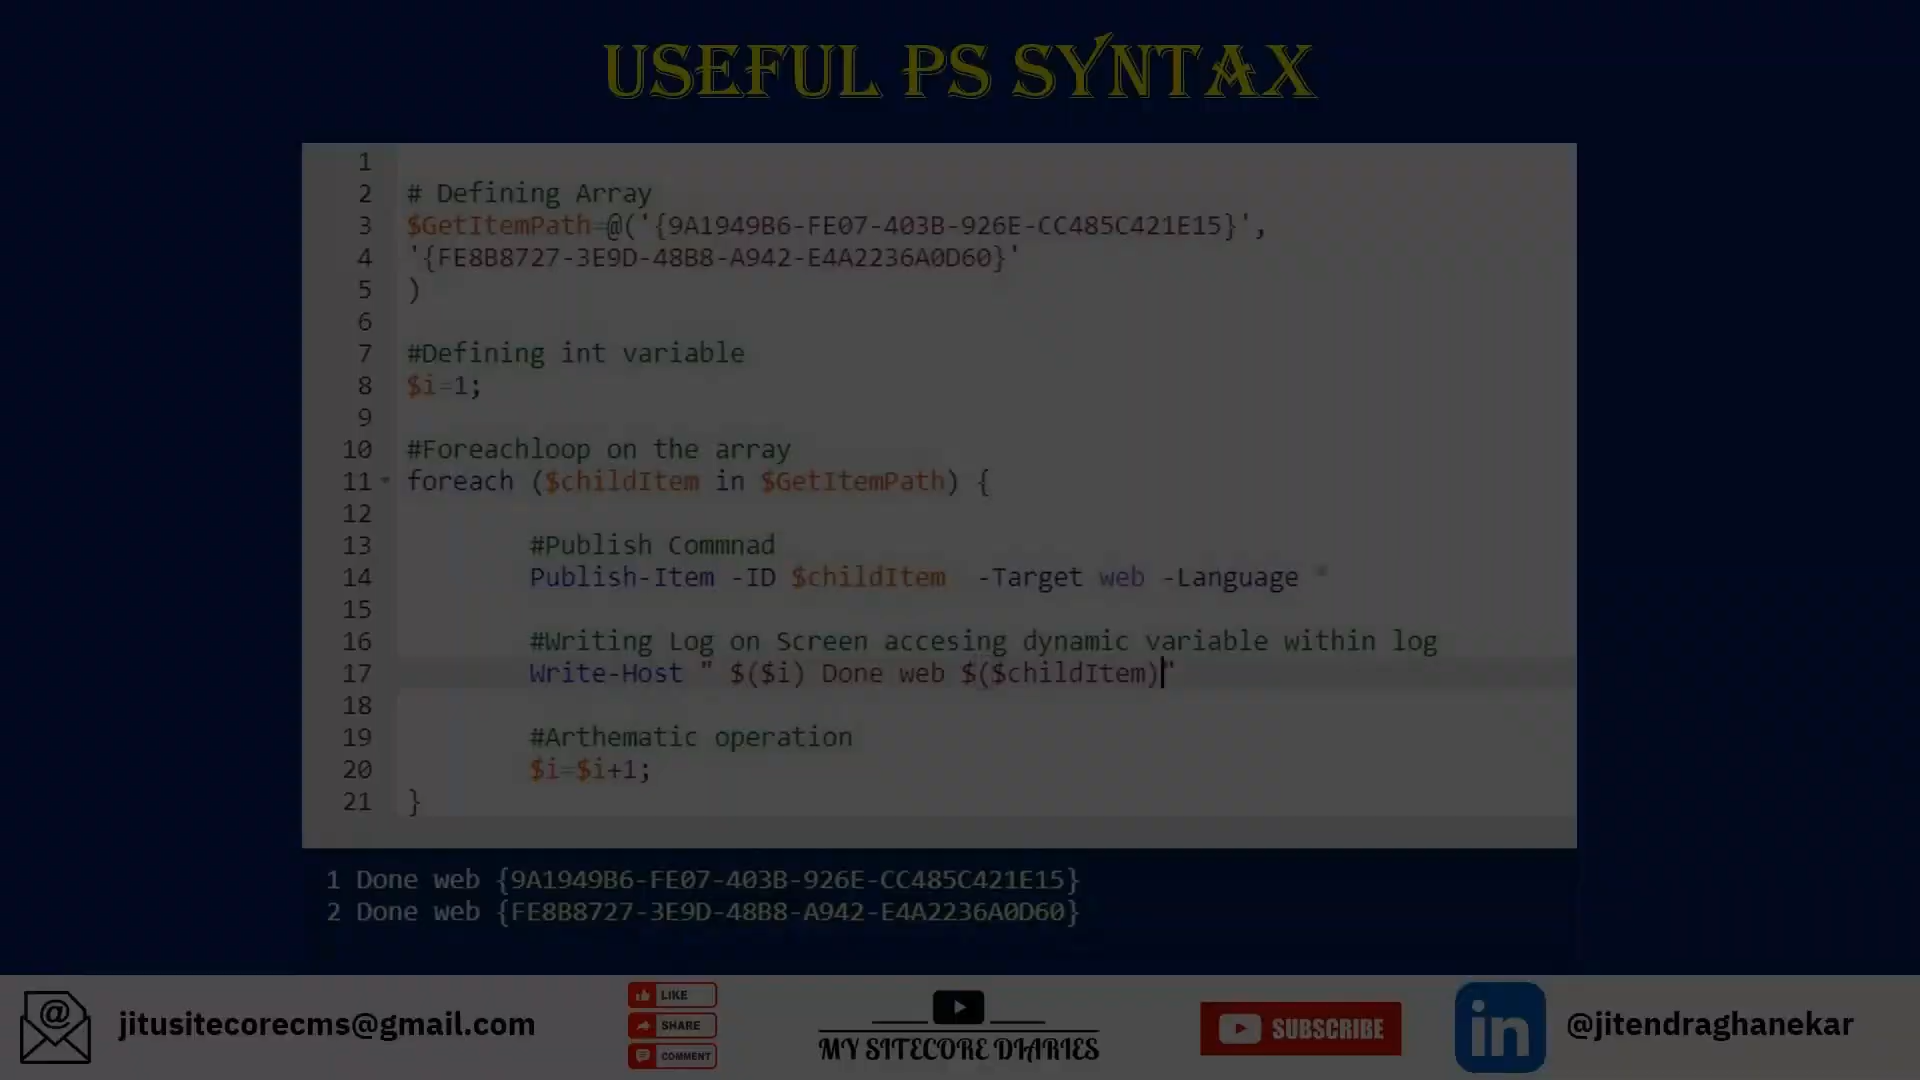 USEFUL PS SYNTAX
1
2 # Defining Array
3 $GetItemPath=@('{9A1949B6-FE07-403B-926E-CC485C421E15}',
4 '{FE8B8727-3E9D-48B8-A942-E4A2236A0D60}'
5 )
6
7 #Defining int variable
8 $i=1;
9
10 #Foreachloop on the array
11 foreach ($childItem in $GetItemPath) {
12
13 #Publish Commnad
14 Publish-Item -ID $childItem -Target web -Language *
15
16 #Writing Log on Screen accesing dynamic variable within log
17 Write-Host " $($i) Done web $($childItem)"
18
19 #Arthematic operation
20 $i=$i+1;
21 }
1 Done web {9A1949B6-FE07-403B-926E-CC485C421E15}
2 Done web {FE8B8727-3E9D-48B8-A942-E4A2236A0D60}
jitusitecorecms@gmail.com
LIKE
SHARE
COMMENT
MY SITECORE DIARIES
SUBSCRIBE
in
@jitendraghanekar